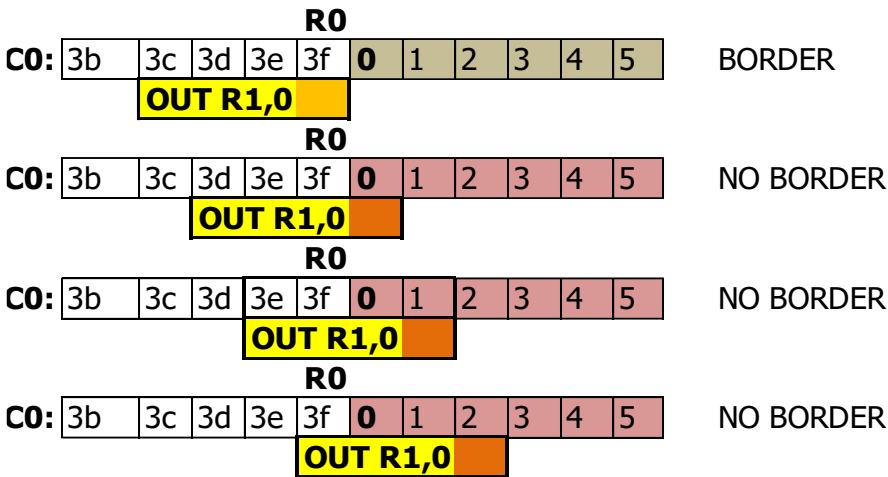 R0
C0: 3b 3c 3d 3e 3f 0 1 2 3 4 5 BORDER
OUT R1,0
R0
C0: 3b 3c 3d 3e 3f 0 1 2 3 4 5 NO BORDER
OUT R1,0
R0
C0: 3b 3c 3d 3e 3f 0 1 2 3 4 5 NO BORDER
OUT R1,0
R0
C0: 3b 3c 3d 3e 3f 0 1 2 3 4 5 NO BORDER
OUT R1,0